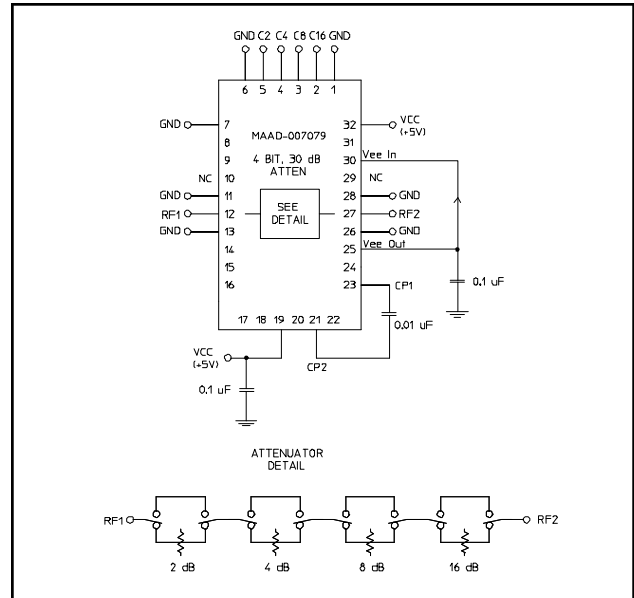 GND C2 C4 C8 C16 GND
6 5 4 3 2 1
GND 7 32 VCC
(+5V)
MAAD-007079
8 31
9 30 Vee In
4 BIT, 30 dB
ATTEN
NC 10 29 NC
GND 11 28 GND
SEE
DETAIL
RF1 12 27 RF2
GND 13 26 GND
14 25 Vee Out
15 24
16 23 CP1
0.1 uF
0.01 uF
17 18 19 20 21 22
VCC
(+5V)
CP2
0.1 uF
ATTENUATOR
DETAIL
RF1 RF2
2 dB 4 dB 8 dB 16 dB